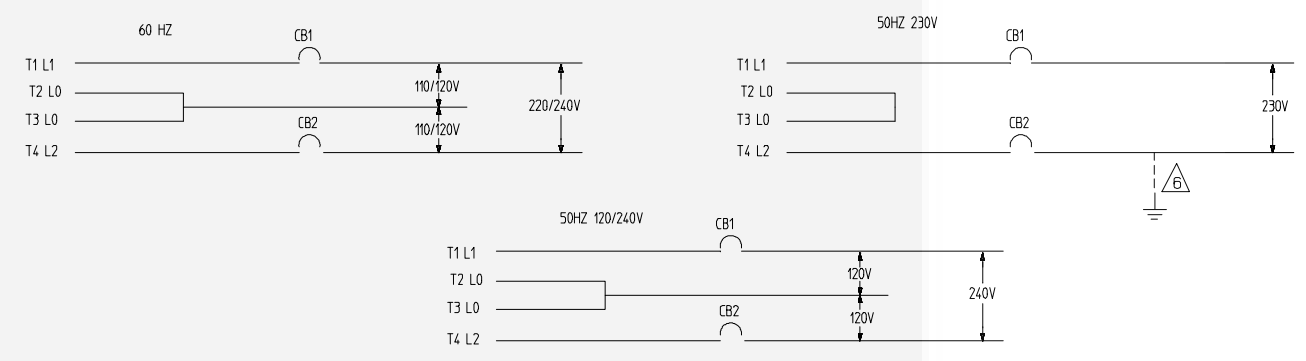 60 HZ
CB1
T1 L1
T2 L0
T3 L0
T4 L2
110/120V
110/120V
220/240V
CB2
50HZ 230V
CB1
T1 L1
T2 L0
T3 L0
T4 L2
CB2
230V
6
50HZ 120/240V
CB1
T1 L1
T2 L0
T3 L0
T4 L2
120V
120V
240V
CB2